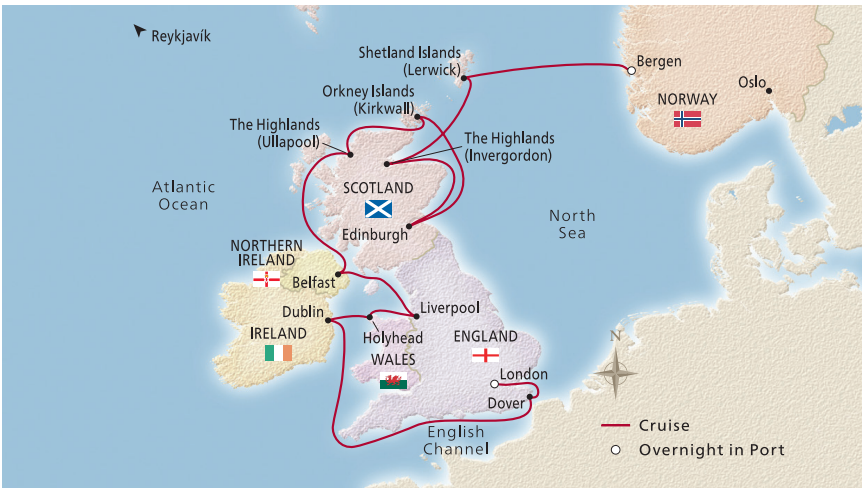 Reykjavík
Shetland Islands
(Lerwick)
Bergen
Oslo
Orkney Islands
(Kirkwall)
NORWAY
The Highlands
(Ullapool)
The Highlands
(Invergordon)
Atlantic
Ocean
SCOTLAND
North
Sea
Edinburgh
NORTHERN
IRELAND
Belfast
Dublin
Liverpool
IRELAND
Holyhead
ENGLAND
WALES
N
London
Dover
English
Channel
Cruise
Overnight in Port